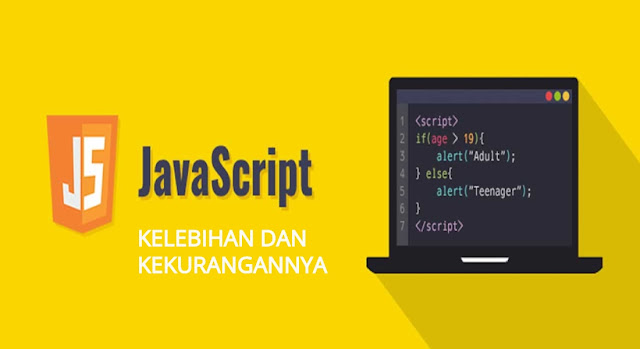 JS
JavaScript
KELEBIHAN DAN
KEKURANGANNYA
1 <script>
2 if(age > 19){
3 alert("Adult");
4 } else{
5 alert("Teenager");
6 }
7 </script>